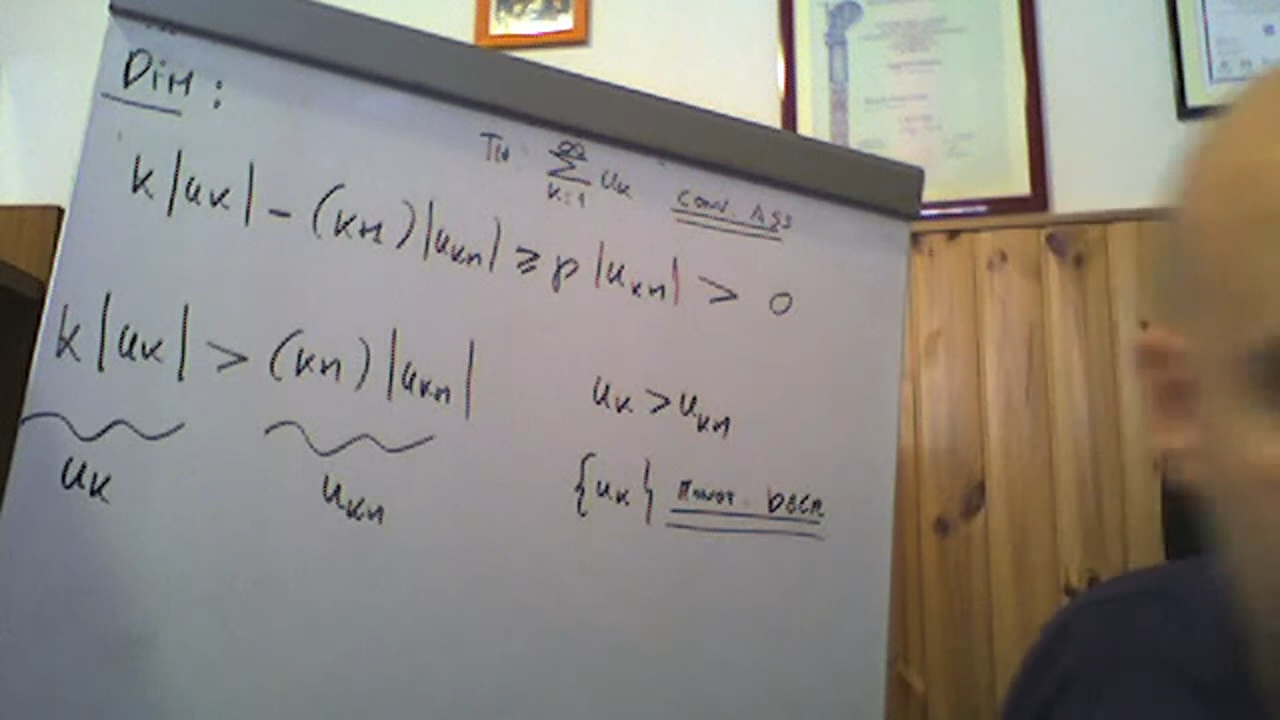 DIM:
TH: ∑_{k=1}^{∞} u_k CONV. ASS
k|u_k| - (k+1)|u_{k+1}| ≥ p|u_{k+1}| > 0
k|u_k| > (k+1)|u_{k+1}|
u_k > u_{k+1}
u_k u_{k+1}
{u_k} DECR